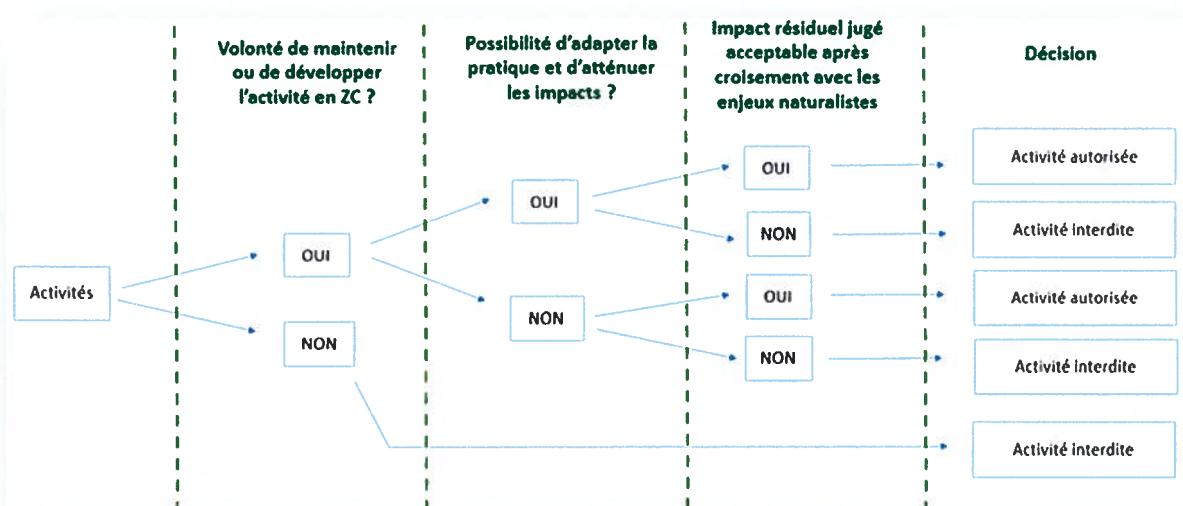 Volonté de maintenir
ou de développer
l'activité en ZC ?
Possibilité d'adapter la
pratique et d'atténuer
les impacts ?
Impact résiduel jugé
acceptable après
croisement avec les
enjeux naturalistes
Décision
Activités
OUI
NON
OUI
NON
OUI
NON
OUI
NON
Activité autorisée
Activité interdite
Activité autorisée
Activité interdite
Activité interdite